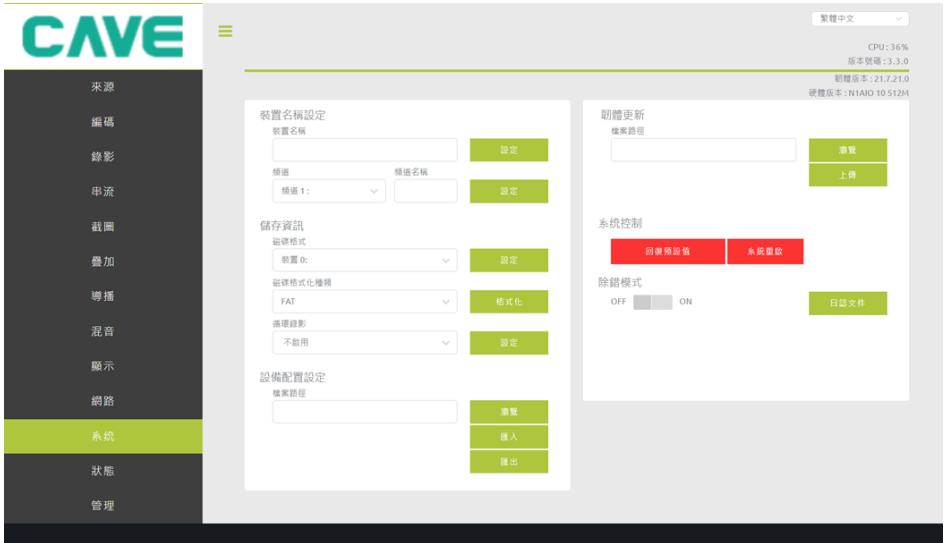 CAVE
繁體中文
CPU : 36%
版本號碼 : 3.3.0
韌體版本 : 21.7.21.0
硬體版本 : N1AIO 10 512M
來源
編碼
錄影
串流
截圖
疊加
導播
混音
顯示
網路
系統
狀態
管理
裝置名稱設定
裝置名稱
設定
頻道
頻道名稱
頻道 1 :
設定
儲存資訊
磁碟格式
裝置 0:
設定
磁碟格式化種類
FAT
格式化
循環錄影
不啟用
設定
設備配置設定
檔案路徑
瀏覽
匯入
匯出
韌體更新
檔案路徑
瀏覽
上傳
系統控制
回復預設值
系統重啟
除錯模式
OFF
ON
日誌文件